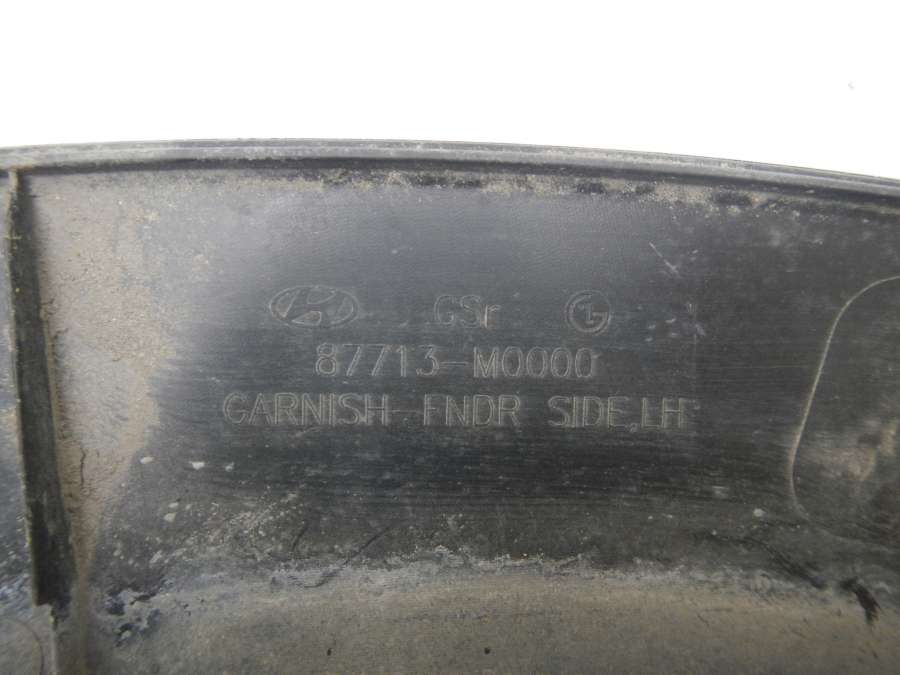 GSr
87713-M0000
GARNISH-FNDR SIDE,LH